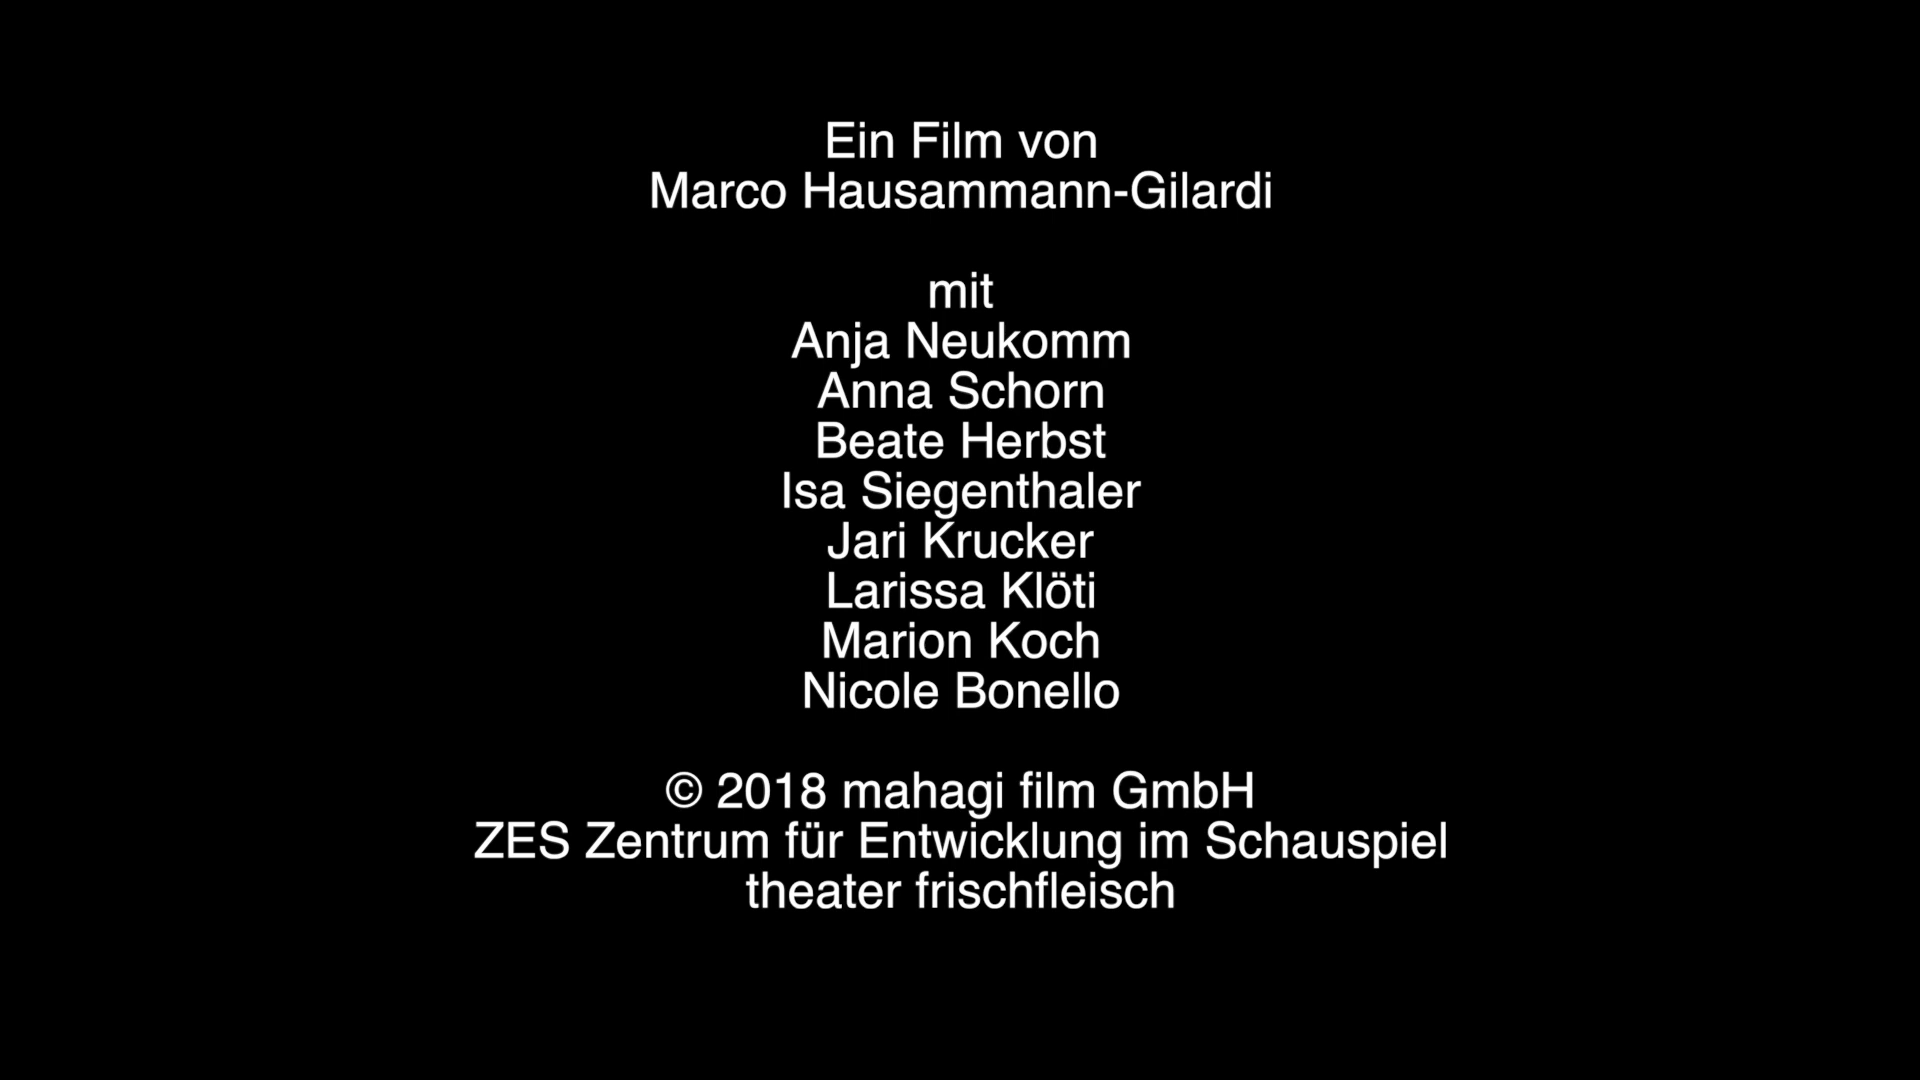 Ein Film von
Marco Hausammann-Gilardi
mit
Anja Neukomm
Anna Schorn
Beate Herbst
Isa Siegenthaler
Jari Krucker
Larissa Klöti
Marion Koch
Nicole Bonello
© 2018 mahagi film GmbH
ZES Zentrum für Entwicklung im Schauspiel
theater frischfleisch